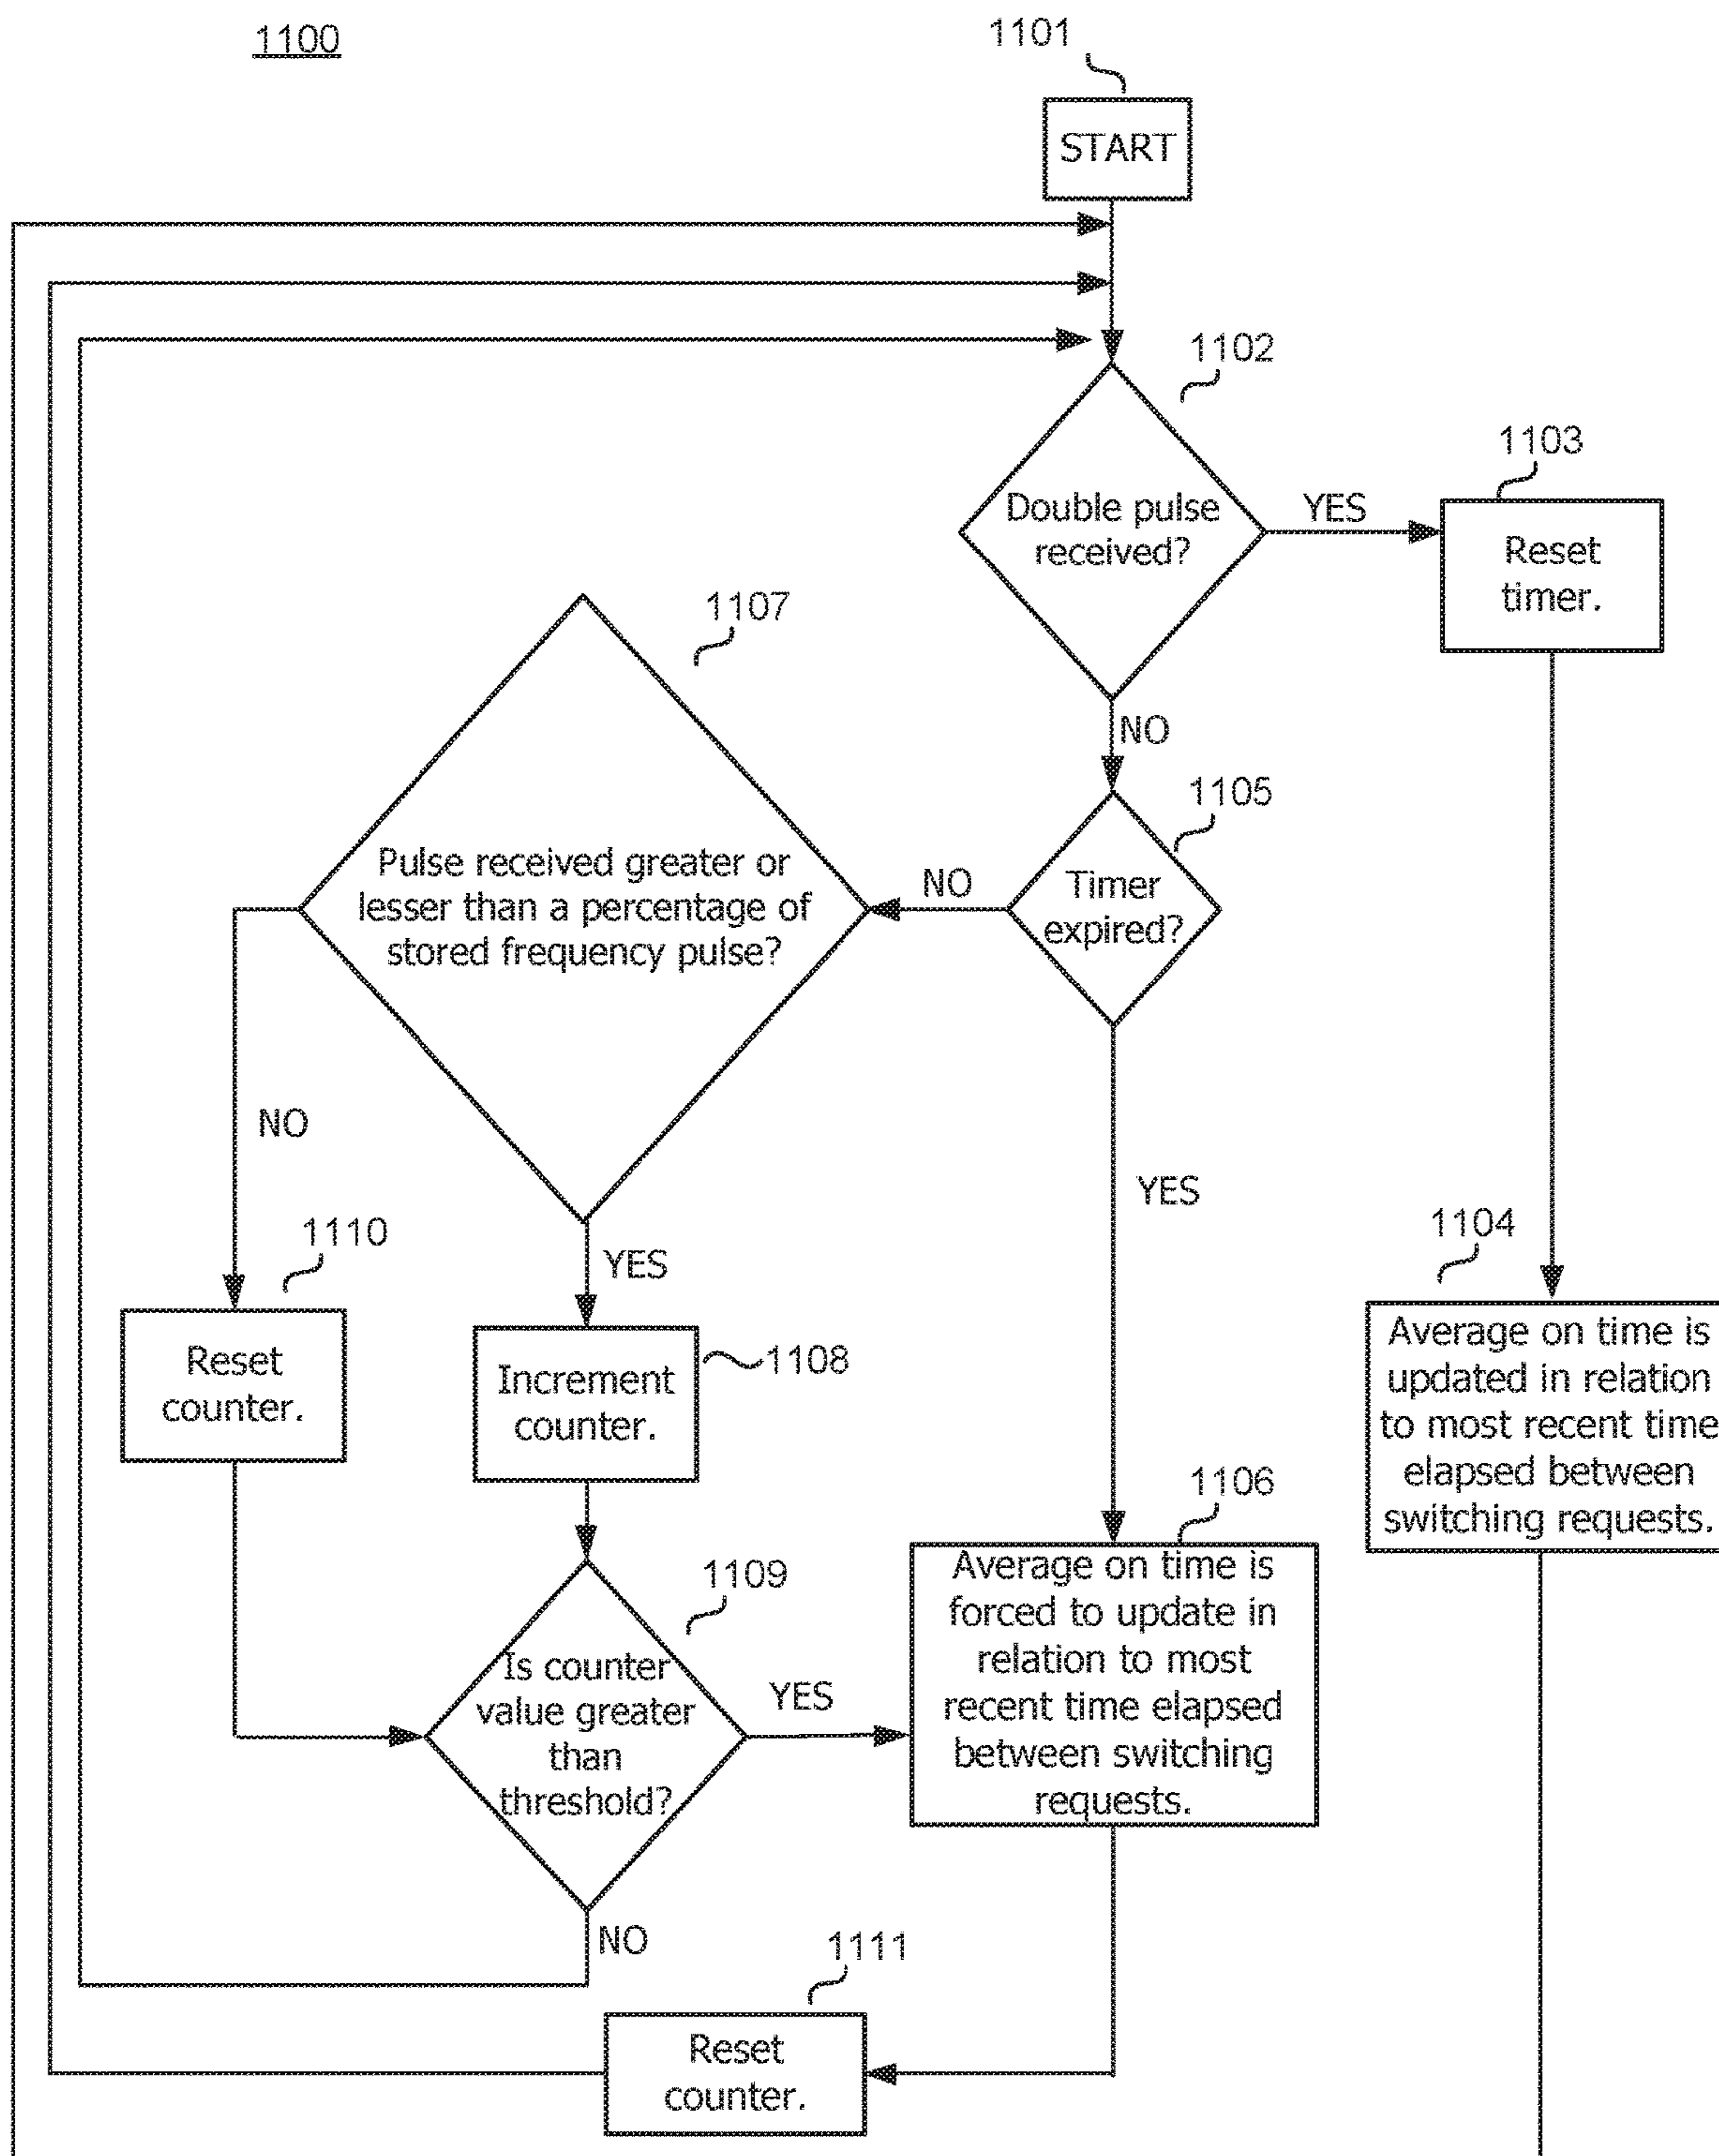 1100
1101
START
1102
Double pulse
received?
YES
1103
Reset
timer.
NO
1107
Pulse received greater or
lesser than a percentage of
stored frequency pulse?
NO
1105
Timer
expired?
NO
YES
YES
1110
Reset
counter.
1108
Increment
counter.
1104
Average on time is
updated in relation
to most recent time
elapsed between
switching requests.
1106
Average on time is
forced to update in
relation to most
recent time elapsed
between switching
requests.
1109
Is counter
value greater
than
threshold?
YES
NO
1111
Reset
counter.